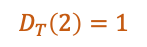 D_T(2) = 1